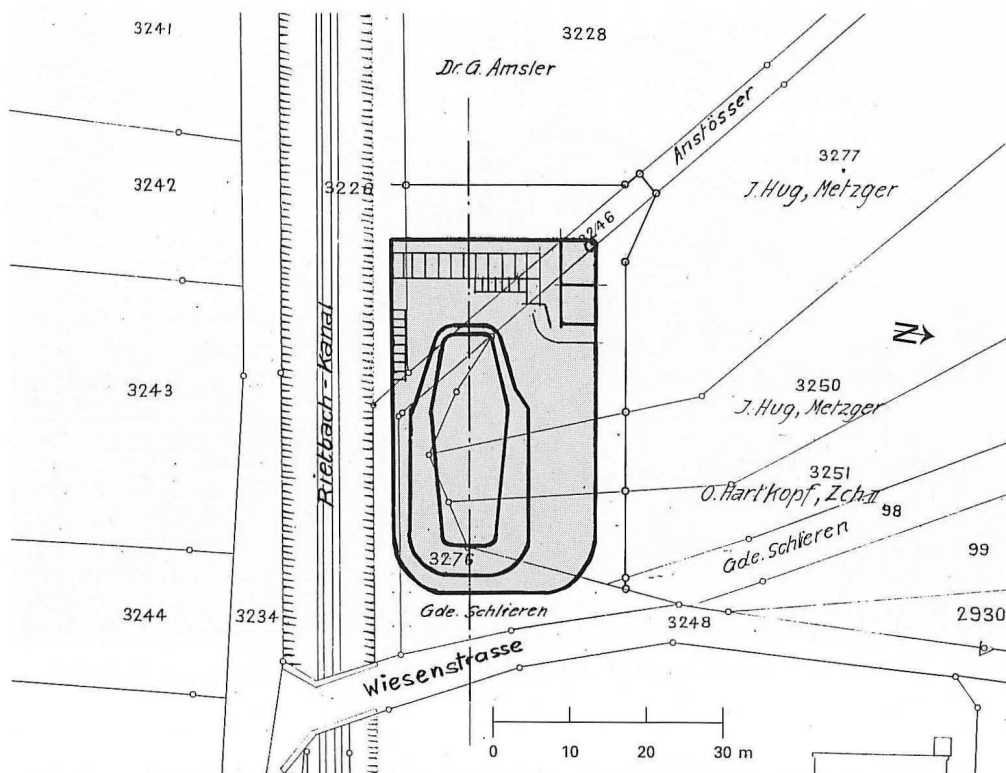 3241
3228
Dr. G. Amsler
Anstösser
3277
J. Hug, Metzger
3242
3246
Rietbach-Kanal
N
3243
3250
J. Hug, Metzger
3251
O. Hartkopf, Zch. II
98
Gde. Schlieren
99
3276
3244
3234
Gde. Schlieren
3248
2930
Wiesenstrasse
0 10 20 30 m